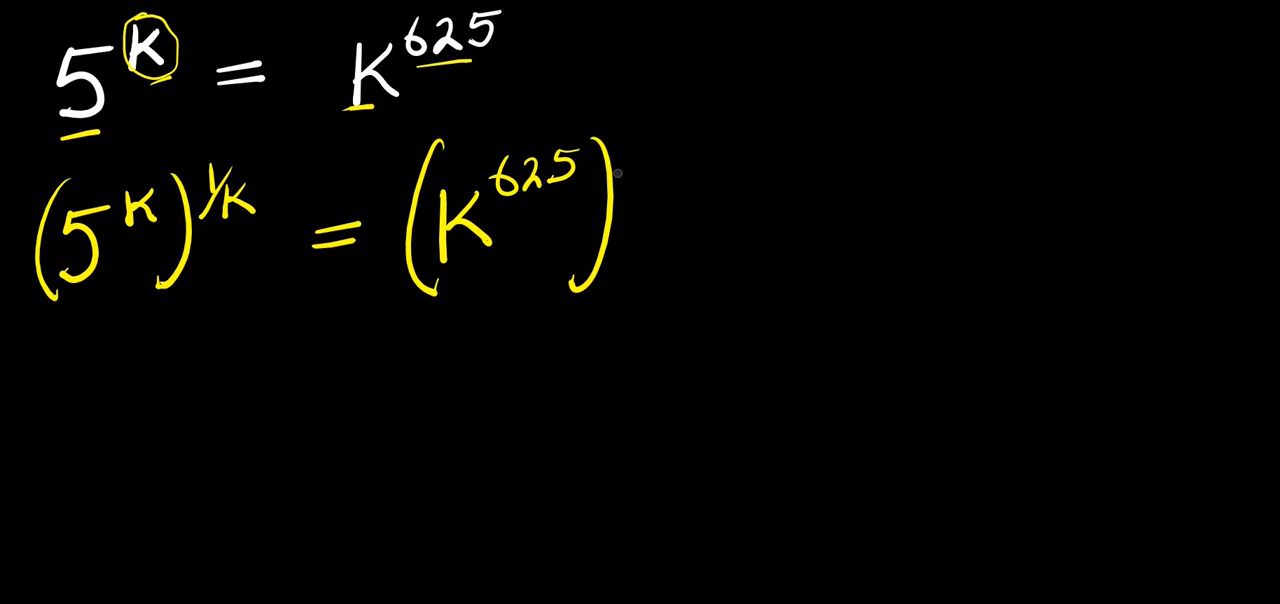 5^k = k^625
(5^k)^1/k = (k^625)